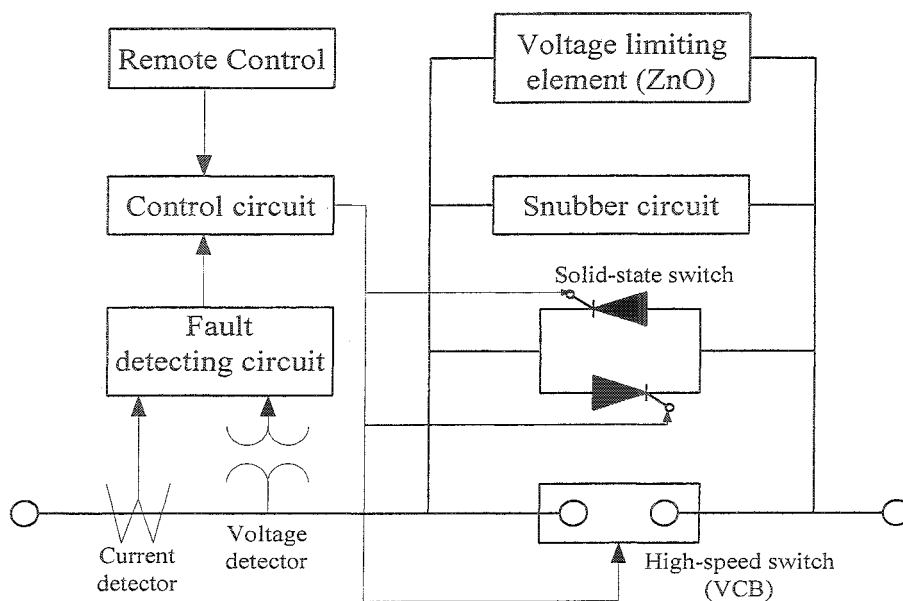 Remote Control
Control circuit
Fault
detecting circuit
Current
detector
Voltage
detector
Voltage limiting
element (ZnO)
Snubber circuit
Solid-state switch
High-speed switch
(VCB)